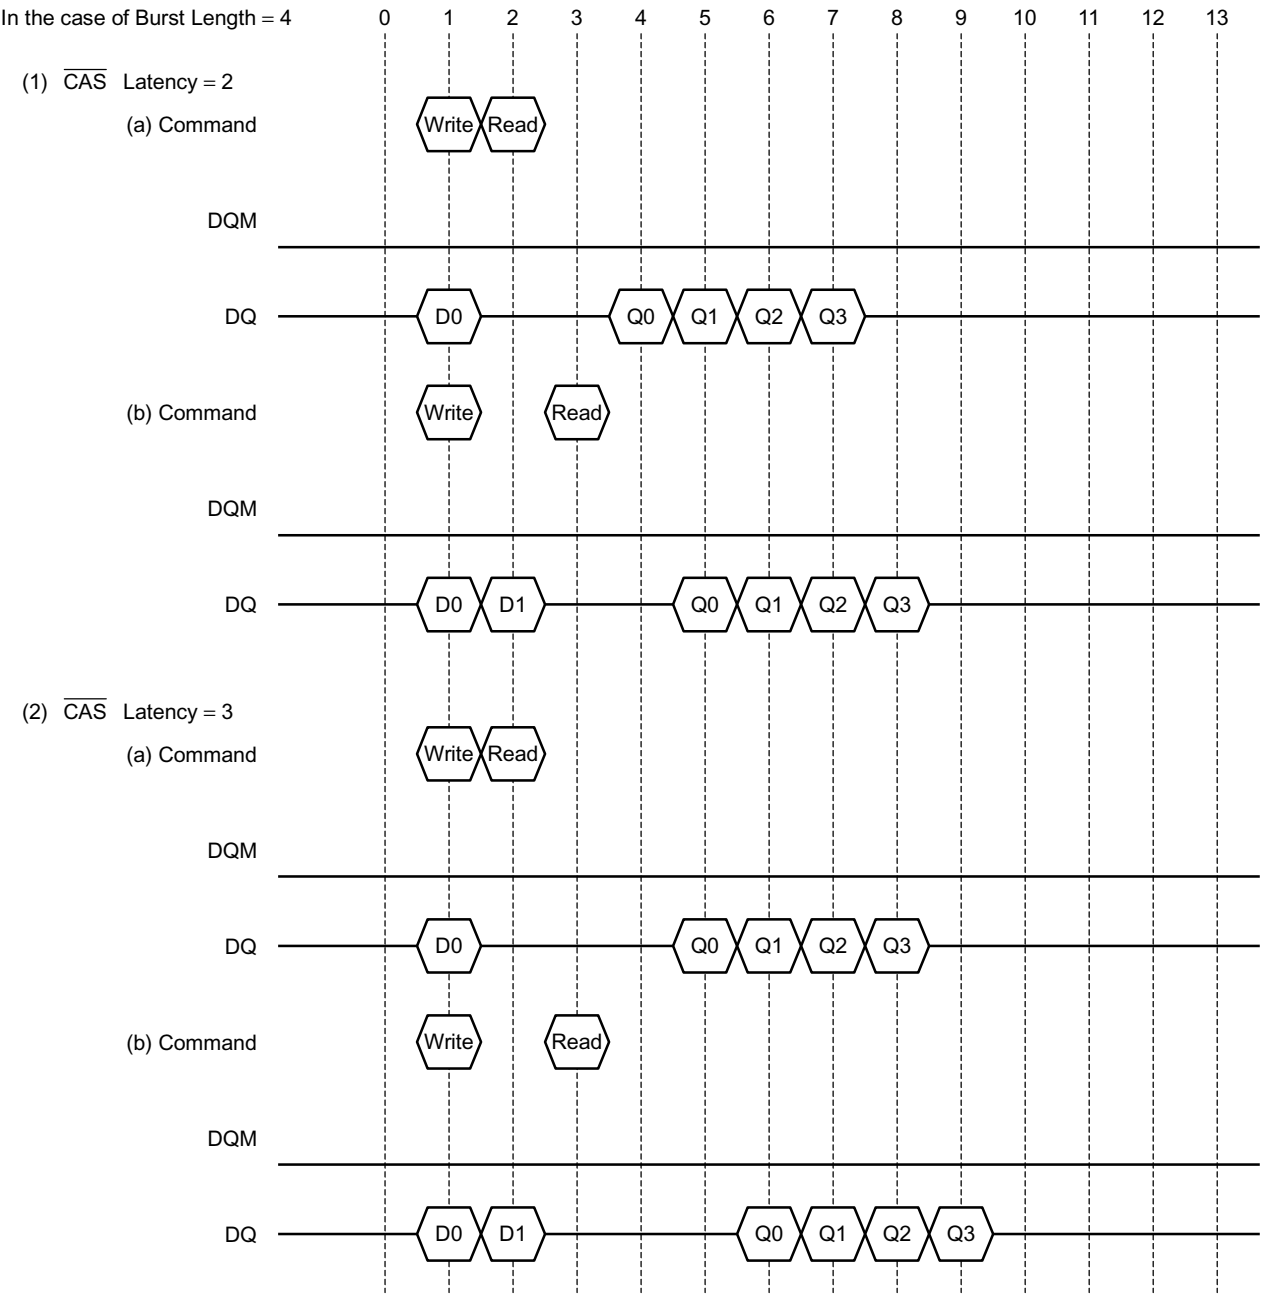 In the case of Burst Length = 4 0 1 2 3 4 5 6 7 8 9 10 11 12 13
(1) CAS Latency = 2
(a) Command Write Read
DQM
DQ D0 Q0 Q1 Q2 Q3
(b) Command Write Read
DQM
DQ D0 D1 Q0 Q1 Q2 Q3
(2) CAS Latency = 3
(a) Command Write Read
DQM
DQ D0 Q0 Q1 Q2 Q3
(b) Command Write Read
DQM
DQ D0 D1 Q0 Q1 Q2 Q3